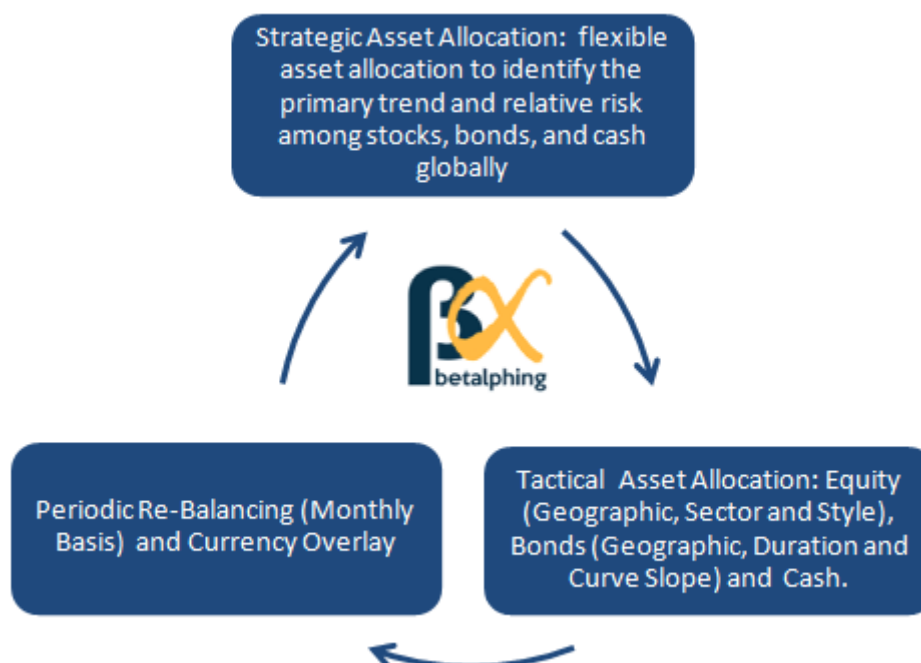 Strategic Asset Allocation: flexible
asset allocation to identify the
primary trend and relative risk
among stocks, bonds, and cash
globally
βα
betalphing
Periodic Re-Balancing (Monthly
Basis) and Currency Overlay
Tactical Asset Allocation: Equity
(Geographic, Sector and Style),
Bonds (Geographic, Duration and
Curve Slope) and Cash.